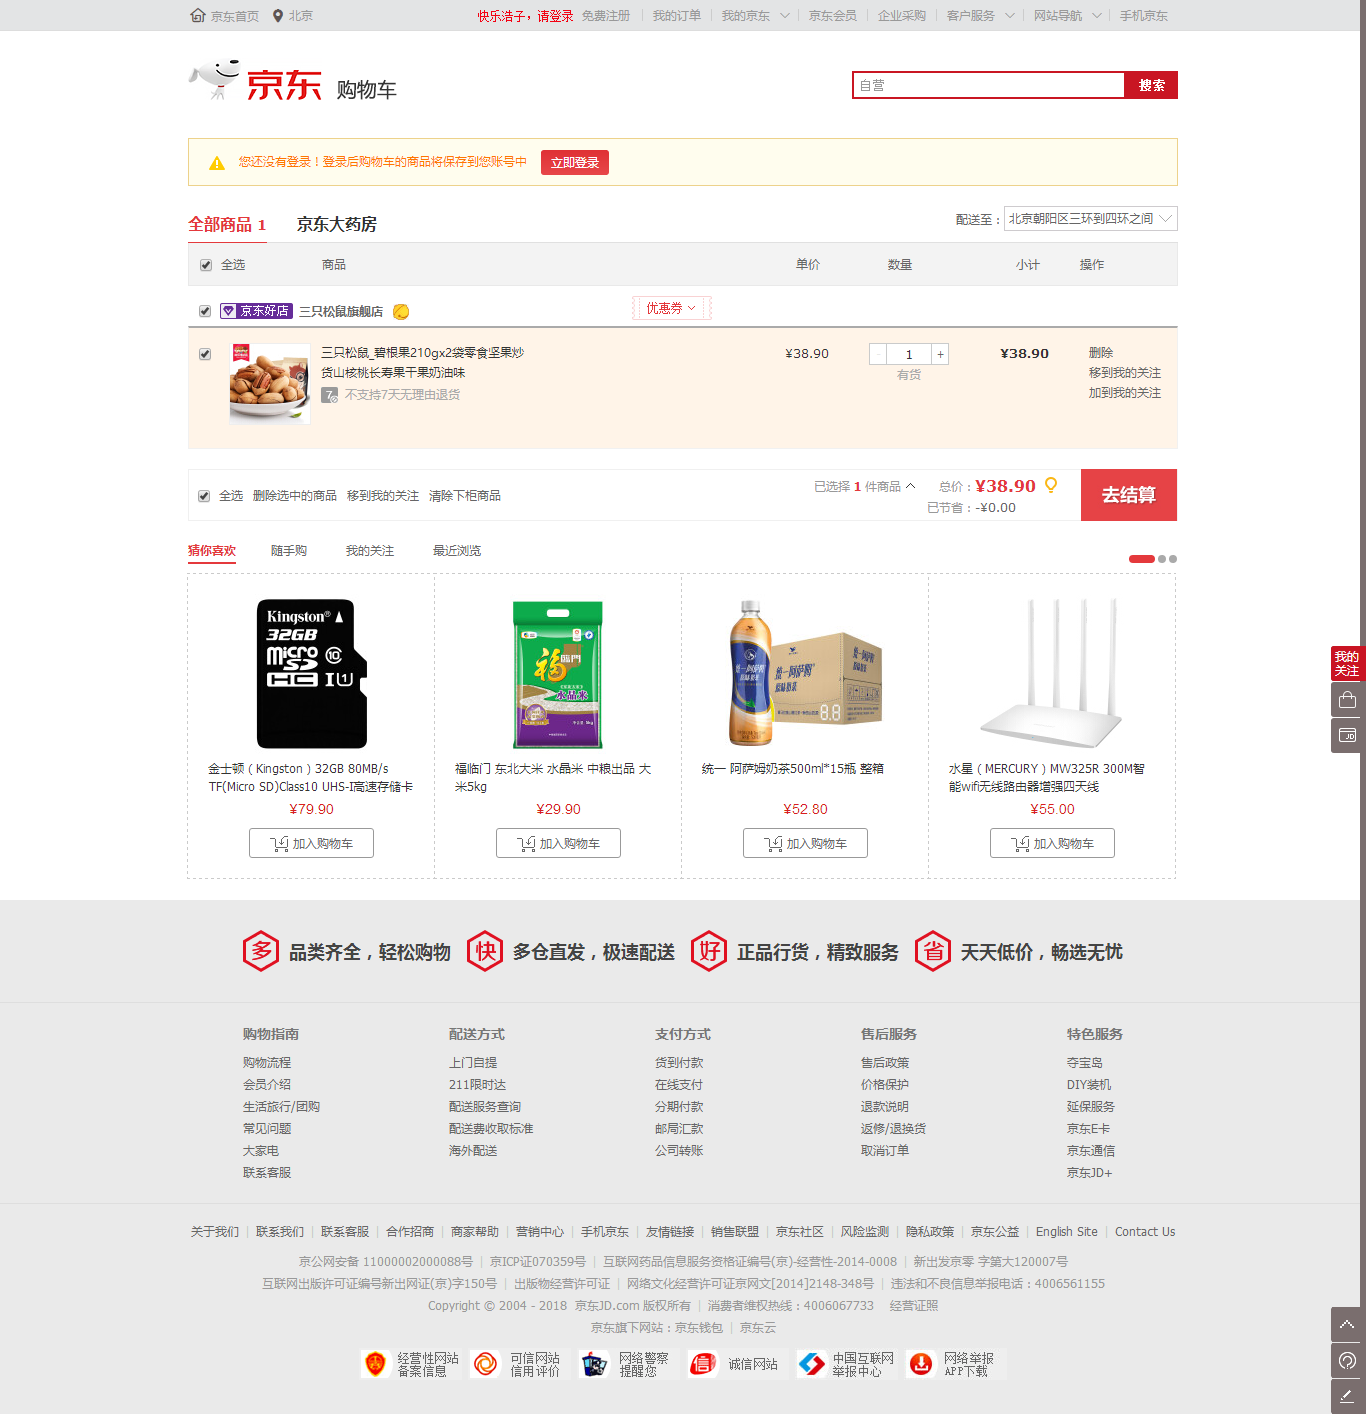 京东首页 北京 快乐浩子，请登录 免费注册 我的订单 我的京东 京东会员 企业采购 客户服务 网站导航 手机京东
京东 购物车
自营 搜索
您还没有登录！登录后购物车的商品将保存到您账号中 立即登录
全部商品 1 京东大药房 配送至： 北京朝阳区三环到四环之间
全选 商品 单价 数量 小计 操作
京东好店 三只松鼠旗舰店 优惠券
三只松鼠_碧根果210gx2袋零食坚果炒 ¥38.90 - 1 + ¥38.90 删除
货山核桃长寿果干果奶油味 有货 移到我的关注
7 不支持7天无理由退货 加到我的关注
全选 删除选中的商品 移到我的关注 清除下柜商品 已选择 1 件商品 总价：¥38.90 去结算
已节省：-¥0.00
猜你喜欢 随手购 我的关注 最近浏览
Kingston®
32GB
micro
SD 10
HC I U1
福临门
水晶米
5kg
统一阿萨姆
原味奶茶
8.8
金士顿（Kingston）32GB 80MB/s
TF(Micro SD)Class10 UHS-I高速存储卡
¥79.90
加入购物车
福临门 东北大米 水晶米 中粮出品 大
米5kg
¥29.90
加入购物车
统一 阿萨姆奶茶500ml*15瓶 整箱
¥52.80
加入购物车
水星（MERCURY）MW325R 300M智
能wifi无线路由器增强四天线
¥55.00
加入购物车
我的
关注
JD
多 品类齐全，轻松购物 快 多仓直发，极速配送 好 正品行货，精致服务 省 天天低价，畅选无忧
购物指南 配送方式 支付方式 售后服务 特色服务
购物流程 上门自提 货到付款 售后政策 夺宝岛
会员介绍 211限时达 在线支付 价格保护 DIY装机
生活旅行/团购 配送服务查询 分期付款 退款说明 延保服务
常见问题 配送费收取标准 邮局汇款 返修/退换货 京东E卡
大家电 海外配送 公司转账 取消订单 京东通信
联系客服 京东JD+
关于我们 | 联系我们 | 联系客服 | 合作招商 | 商家帮助 | 营销中心 | 手机京东 | 友情链接 | 销售联盟 | 京东社区 | 风险监测 | 隐私政策 | 京东公益 | English Site | Contact Us
京公网安备 11000002000088号 | 京ICP证070359号 | 互联网药品信息服务资格证编号(京)-经营性-2014-0008 | 新出发京零 字第大120007号
互联网出版许可证编号新出网证(京)字150号 | 出版物经营许可证 | 网络文化经营许可证京网文[2014]2148-348号 | 违法和不良信息举报电话：4006561155
Copyright © 2004 - 2018 京东JD.com 版权所有 | 消费者维权热线：4006067733 经营证照
京东旗下网站：京东钱包 | 京东云
经营性网站 可信网站 网络警察 诚信网站 中国互联网 网络举报
备案信息 信用评价 提醒您 举报中心 APP下载